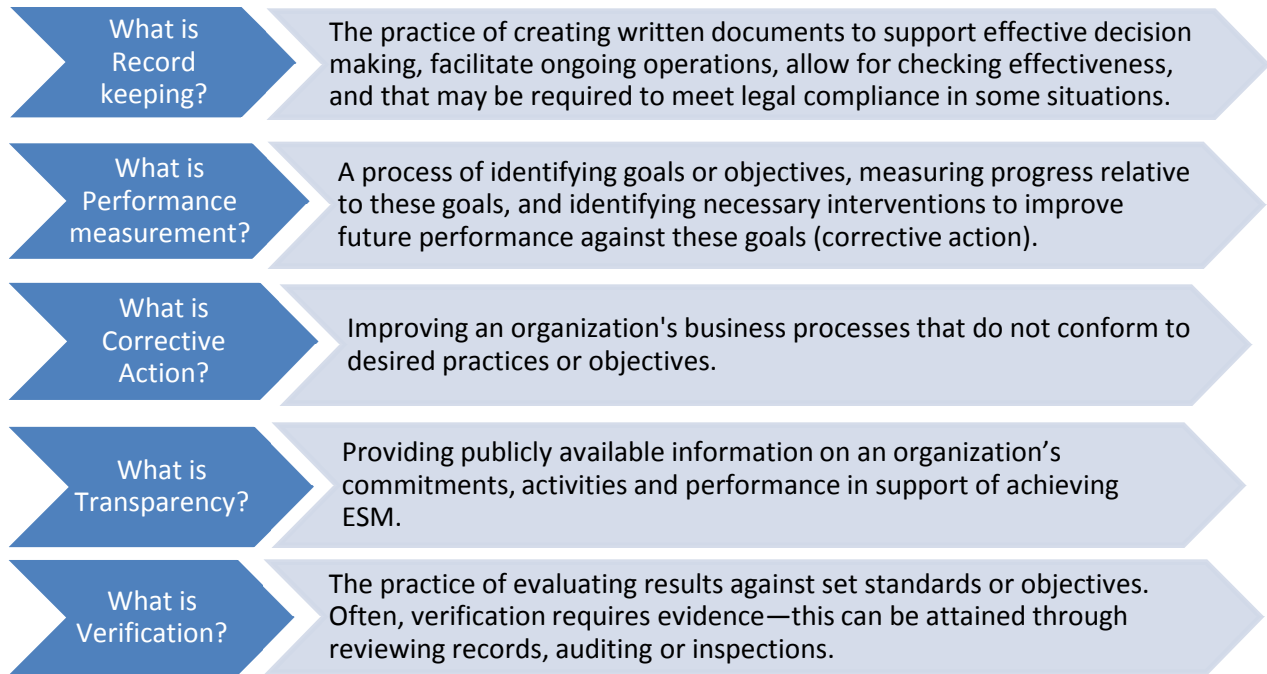 What is
Record
keeping?
The practice of creating written documents to support effective decision
making, facilitate ongoing operations, allow for checking effectiveness,
and that may be required to meet legal compliance in some situations.
What is
Performance
measurement?
A process of identifying goals or objectives, measuring progress relative
to these goals, and identifying necessary interventions to improve
future performance against these goals (corrective action).
What is
Corrective
Action?
Improving an organization's business processes that do not conform to
desired practices or objectives.
What is
Transparency?
Providing publicly available information on an organization’s
commitments, activities and performance in support of achieving
ESM.
What is
Verification?
The practice of evaluating results against set standards or objectives.
Often, verification requires evidence—this can be attained through
reviewing records, auditing or inspections.